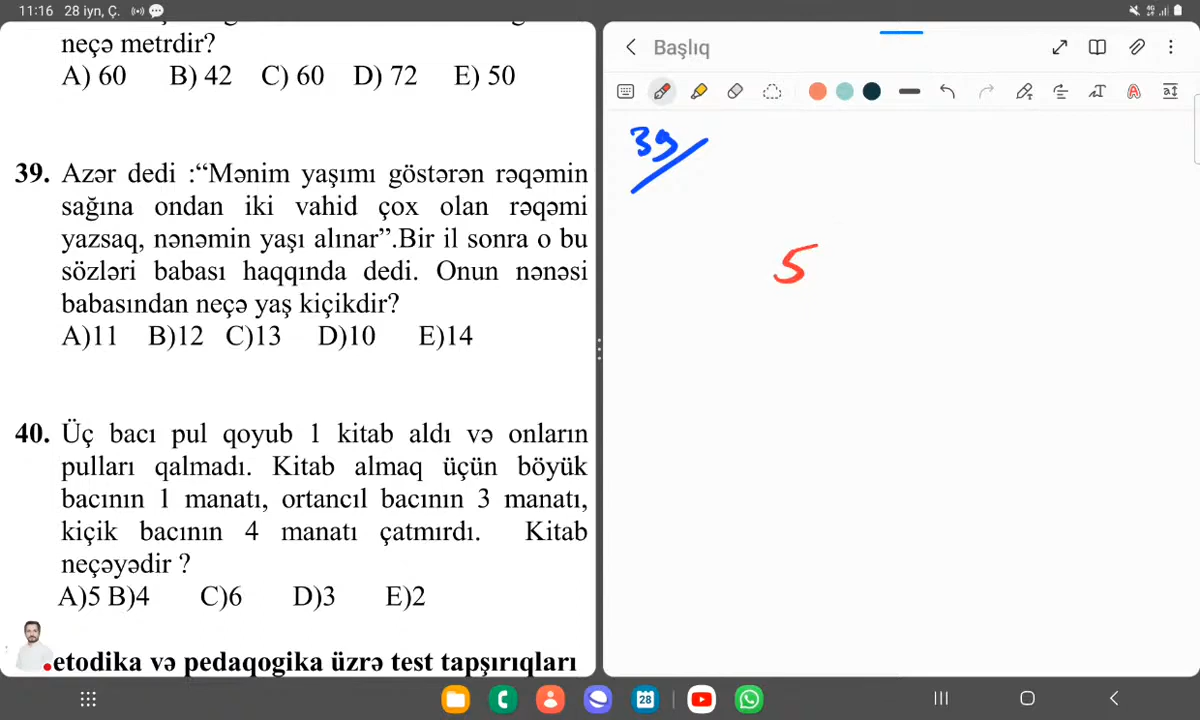 11:16 28 iyn, Ç.
4G
neçə metrdir?
A) 60 B) 42 C) 60 D) 72 E) 50
39. Azər dedi :“Mənim yaşımı göstərən rəqəmin
sağına ondan iki vahid çox olan rəqəmi
yazsaq, nənəmin yaşı alınar”.Bir il sonra o bu
sözləri babası haqqında dedi. Onun nənəsi
babasından neçə yaş kiçikdir?
A)11 B)12 C)13 D)10 E)14
40. Üç bacı pul qoyub 1 kitab aldı və onların
pulları qalmadı. Kitab almaq üçün böyük
bacının 1 manatı, ortancıl bacının 3 manatı,
kiçik bacının 4 manatı çatmırdı. Kitab
neçəyədir ?
A)5 B)4 C)6 D)3 E)2
etodika və pedaqogika üzrə test tapşırıqları
Başlıq
39
5
28